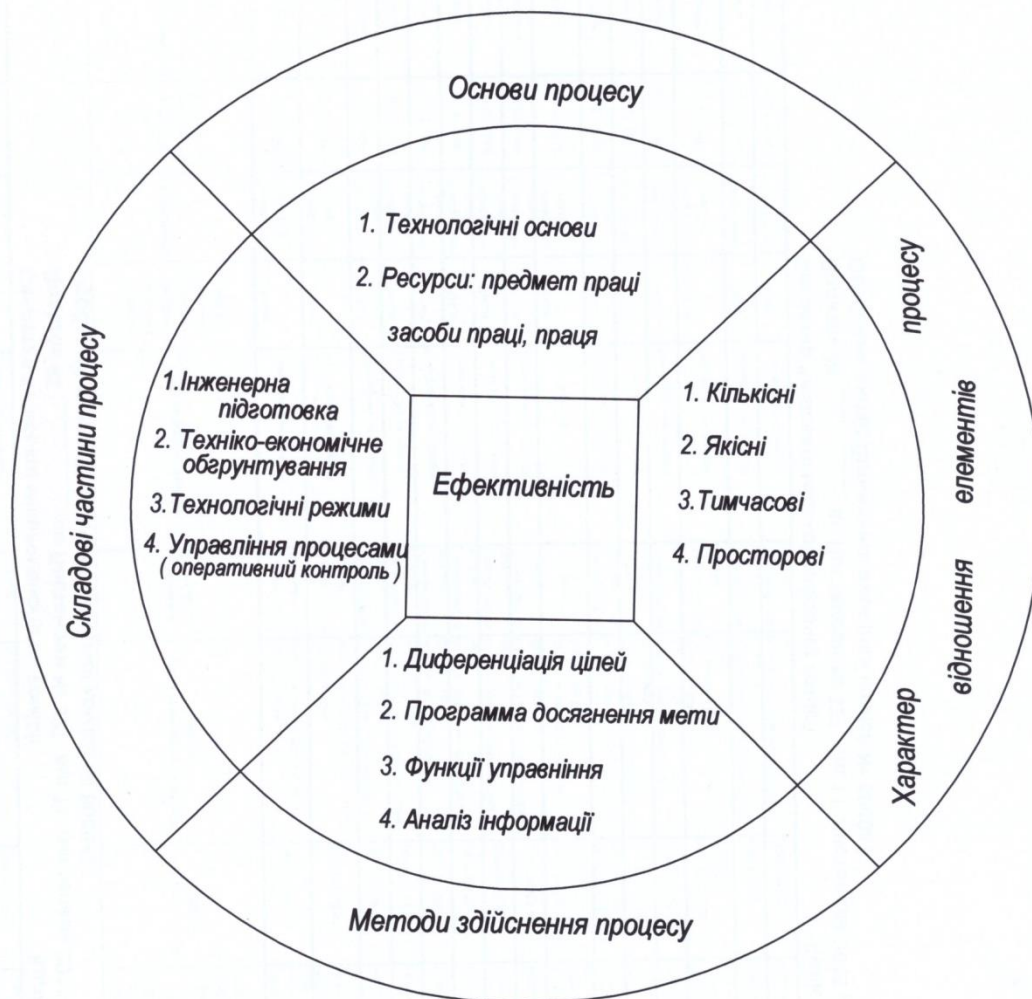 Основи процесу
1. Технологічні основи
2. Ресурси: предмет праці
засоби праці, праця
Складові частини процесу
1.Інженерна
підготовка
2. Техніко-економічне
обгрунтування
3.Технологічні режими
4. Управління процесами
( оперативний контроль )
Ефективність
1. Кількісні
2. Якісні
3.Тимчасові
4. Просторові
Характер
відношення
елементів
процесу
1. Диференціація цілей
2. Программа досягнення мети
3. Функції управніння
4. Аналіз інформації
Методи здійснення процесу